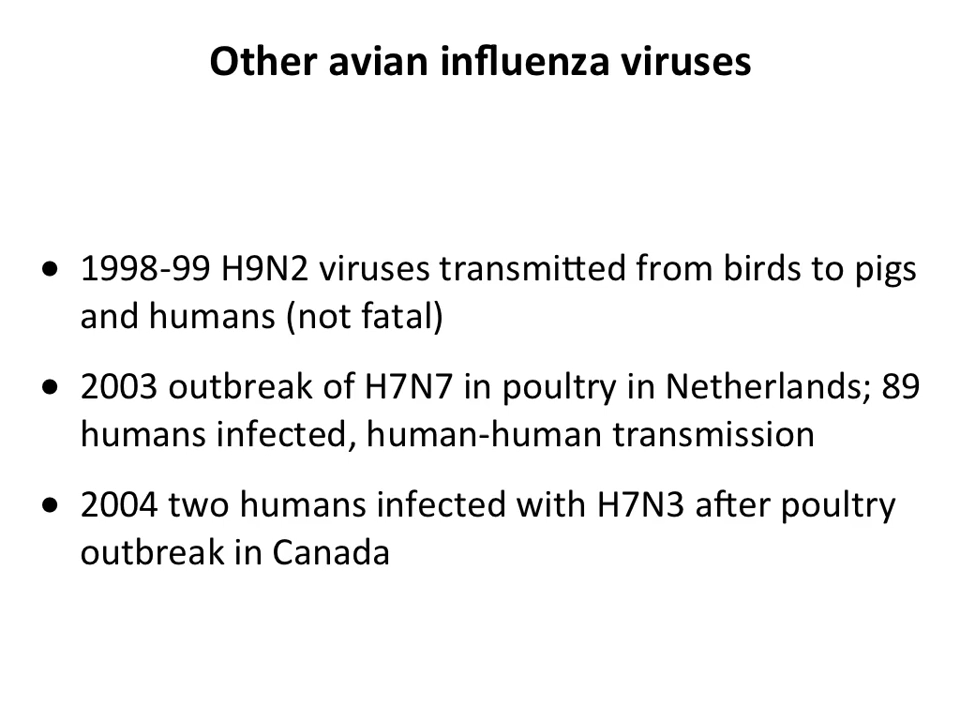 Other avian influenza viruses
• 1998-99 H9N2 viruses transmitted from birds to pigs
and humans (not fatal)
• 2003 outbreak of H7N7 in poultry in Netherlands; 89
humans infected, human-human transmission
• 2004 two humans infected with H7N3 after poultry
outbreak in Canada